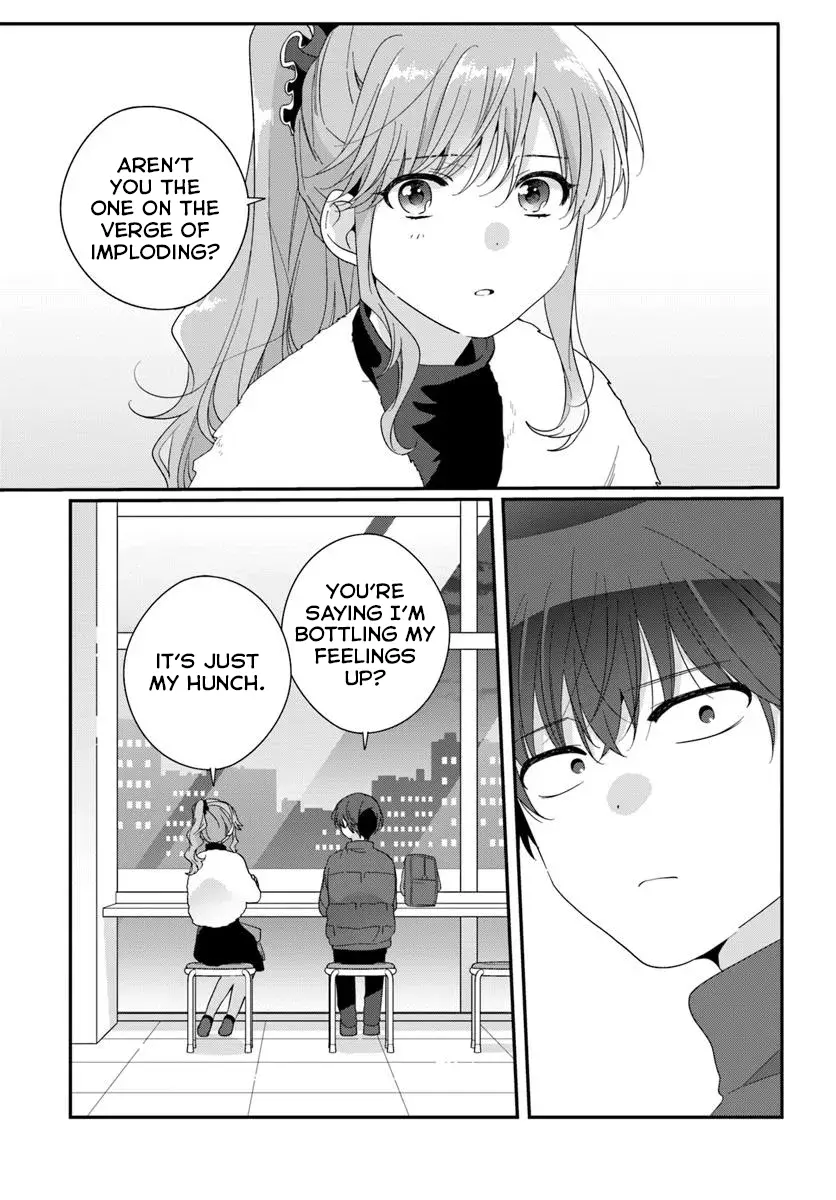 AREN'T
YOU THE
ONE ON THE
VERGE OF
IMPLODING?
YOU'RE
SAYING I'M
BOTTLING MY
FEELINGS
UP?
IT'S JUST
MY HUNCH.